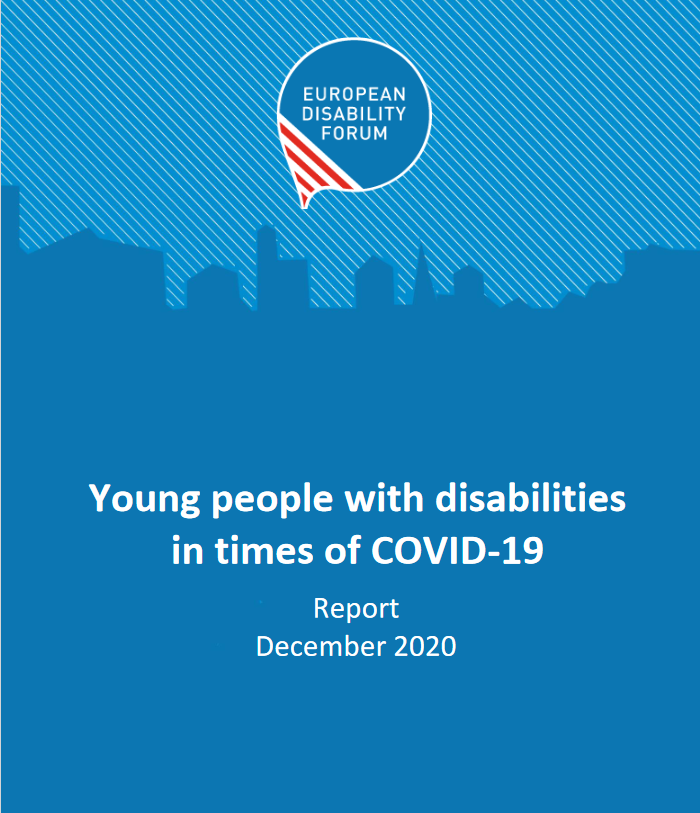 EUROPEAN
DISABILITY
FORUM
Young people with disabilities
in times of COVID-19
Report
December 2020